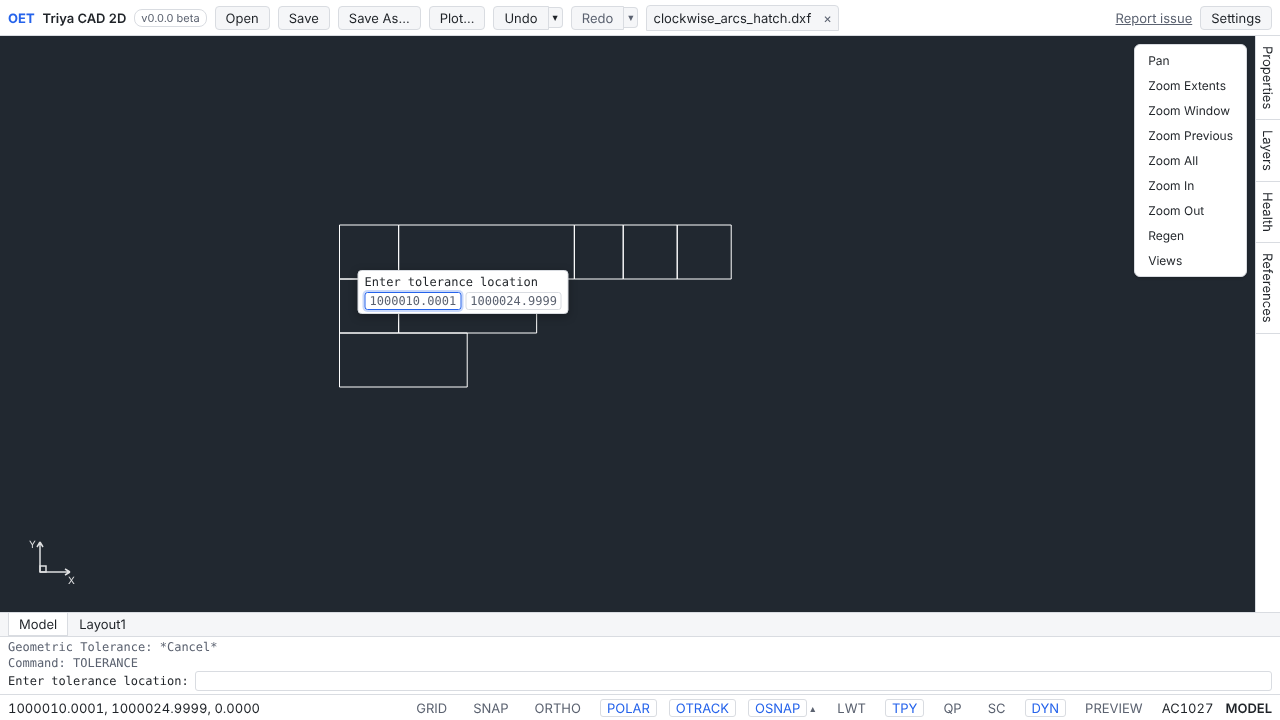 OET Triya CAD 2D v0.0.0 beta Open Save Save As... Plot... Undo ▾ Redo ▾ clockwise_arcs_hatch.dxf × Report issue Settings
Pan
Zoom Extents
Zoom Window
Zoom Previous
Zoom All
Zoom In
Zoom Out
Regen
Views
Properties
Layers
Health
References
Enter tolerance location
1000010.0001 1000024.9999
Y
X
Model Layout1
Geometric Tolerance: *Cancel*
Command: TOLERANCE
Enter tolerance location:
1000010.0001, 1000024.9999, 0.0000 GRID SNAP ORTHO POLAR OTRACK OSNAP ▴ LWT TPY QP SC DYN PREVIEW AC1027 MODEL